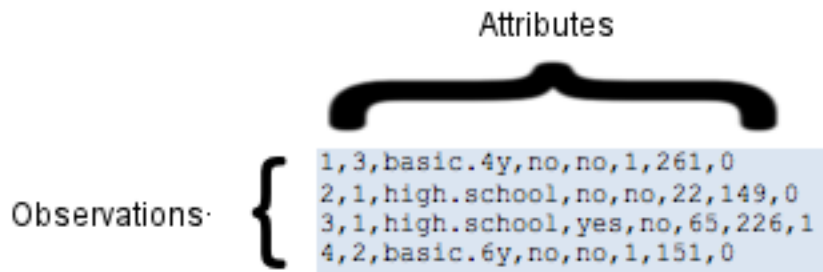 Attributes
1,3,basic.4y,no,no,1,261,0
2,1,high.school,no,no,22,149,0
Observations
3,1,high.school,yes,no,65,226,1
4,2,basic.6y,no,no,1,151,0